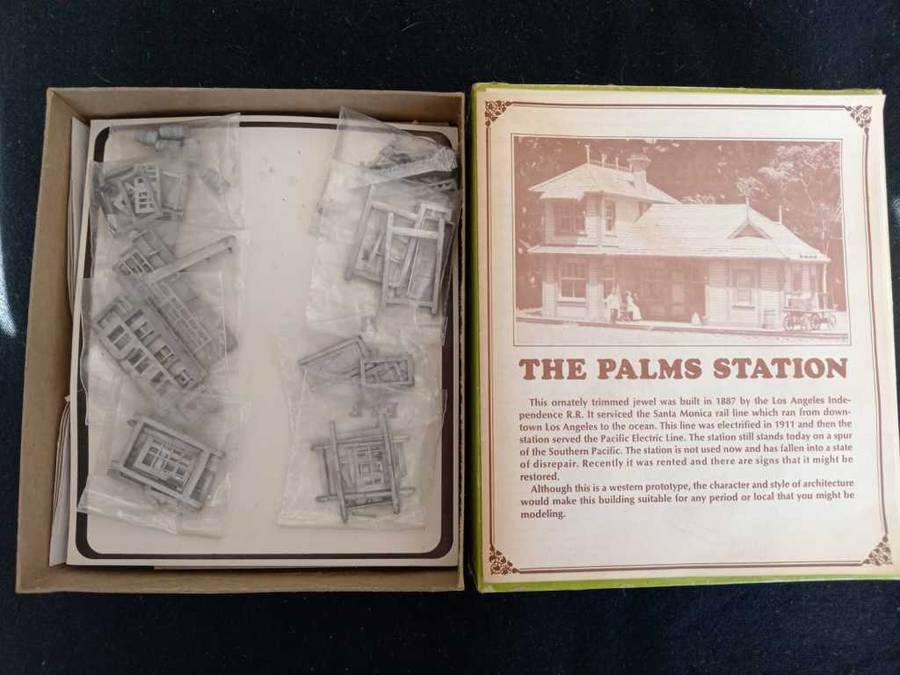 THE PALMS STATION
This ornately trimmed jewel was built in 1887 by the Los Angeles Inde-
pendence R.R. It serviced the Santa Monica rail line which ran from down-
town Los Angeles to the ocean. This line was electrified in 1911 and then the
station served the Pacific Electric Line. The station still stands today on a spur
of the Southern Pacific. The station is not used now and has fallen into a state
of disrepair. Recently it was rented and there are signs that it might be
restored.
Although this is a western prototype, the character and style of architecture
would make this building suitable for any period or local that you might be
modeling.